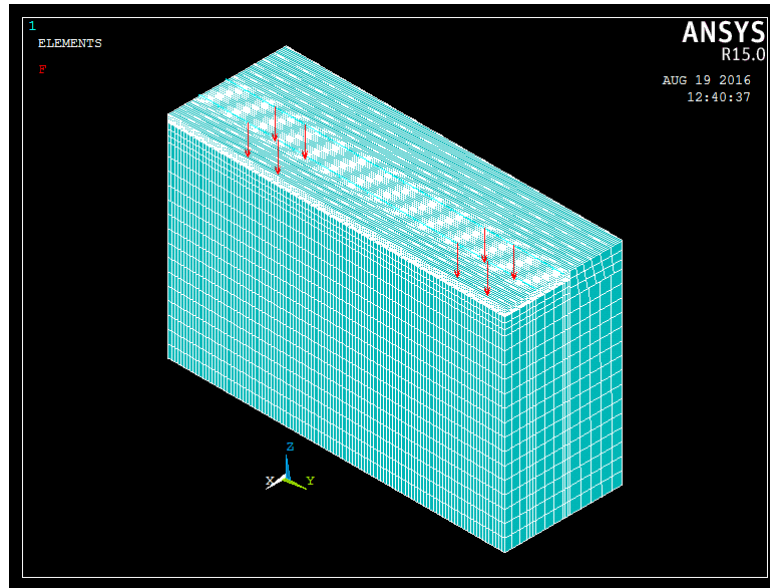 1
ELEMENTS
F
ANSYS
R15.0
AUG 19 2016
12:40:37
Z
X
Y